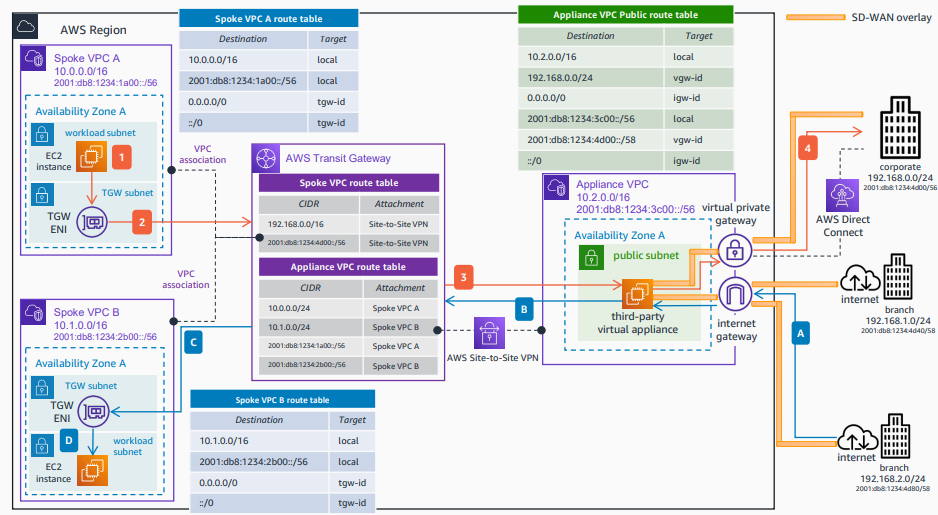 AWS Region
Spoke VPC A route table
Destination Target
10.0.0.0/16 local
2001:db8:1234:1a00::/56 local
0.0.0.0/0 tgw-id
::/0 tgw-id
Appliance VPC Public route table
Destination Target
10.2.0.0/16 local
192.168.0.0/24 vgw-id
0.0.0.0/0 igw-id
2001:db8:1234:3c00::/56 local
2001:db8:1234:4d00::/58 vgw-id
::/0 igw-id
SD-WAN overlay
Spoke VPC A
10.0.0.0/16
2001:db8:1234:1a00::/56
Availability Zone A
workload subnet
EC2
instance
1
TGW subnet
TGW
ENI
2
VPC
association
AWS Transit Gateway
Spoke VPC route table
CIDR Attachment
192.168.0.0/16 Site-to-Site VPN
2001:db8:1234:4d00::/56 Site-to-Site VPN
Appliance VPC route table
CIDR Attachment
10.0.0.0/24 Spoke VPC A
10.1.0.0/24 Spoke VPC B
2001:db8:1234:1a00::/56 Spoke VPC A
2001:db8:1234:2b00::/56 Spoke VPC B
VPC
association
3
B
C
AWS Site-to-Site VPN
Appliance VPC
10.2.0.0/16
2001:db8:1234:3c00::/56
Availability Zone A
public subnet
third-party
virtual appliance
virtual private
gateway
internet
gateway
4
AWS Direct
Connect
corporate
192.168.0.0/24
2001:db8:1234:4d00/56
internet
branch
192.168.1.0/24
2001:db8:1234:4d40/58
A
internet
branch
192.168.2.0/24
2001:db8:1234:4d80/58
Spoke VPC B
10.1.0.0/16
2001:db8:1234:2b00::/56
Availability Zone A
TGW subnet
TGW
ENI
D
workload
subnet
EC2
instance
Spoke VPC B route table
Destination Target
10.1.0.0/16 local
2001:db8:1234:2b00::/56 local
0.0.0.0/0 tgw-id
::/0 tgw-id